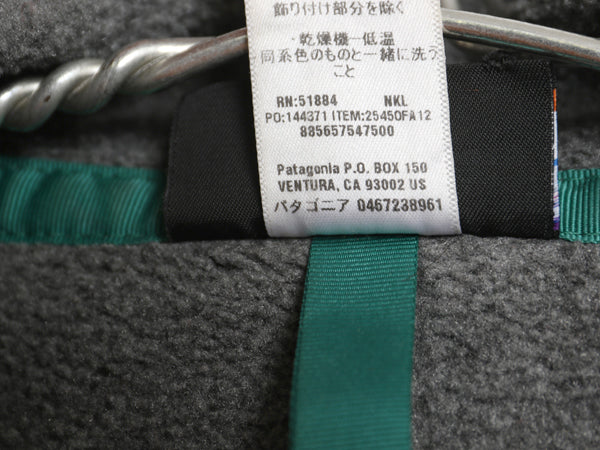 飾り付け部分を除く
・乾燥機一低温
同系色のものと一緒に洗う
こと
RN:51884 NKL
PO:144371 ITEM:25450FA12
885657547500
Patagonia P.O. BOX 150
VENTURA, CA 93002 US
パタゴニア 0467238961